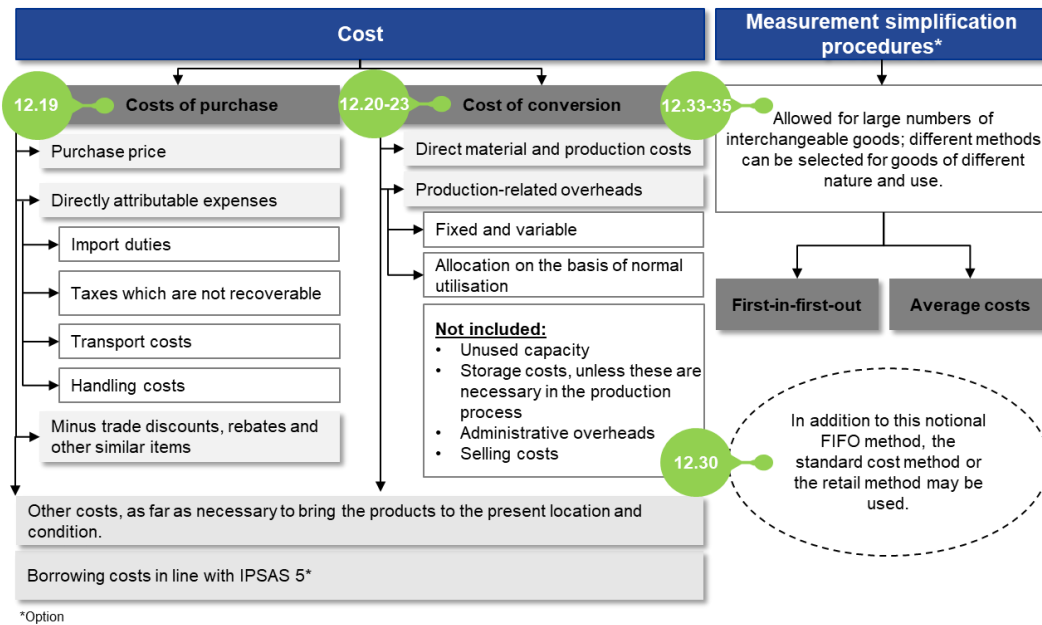 Cost
Measurement simplification
procedures*
12.19
Costs of purchase
12.20-23
Cost of conversion
12.33-35
Purchase price
Directly attributable expenses
Import duties
Taxes which are not recoverable
Transport costs
Handling costs
Minus trade discounts, rebates and
other similar items
Direct material and production costs
Production-related overheads
Fixed and variable
Allocation on the basis of normal
utilisation
Not included:
• Unused capacity
• Storage costs, unless these are
necessary in the production
process
• Administrative overheads
• Selling costs
Allowed for large numbers of
interchangeable goods; different methods
can be selected for goods of different
nature and use.
First-in-first-out
Average costs
12.30
In addition to this notional
FIFO method, the
standard cost method or
the retail method may be
used.
Other costs, as far as necessary to bring the products to the present location and
condition.
Borrowing costs in line with IPSAS 5*
*Option